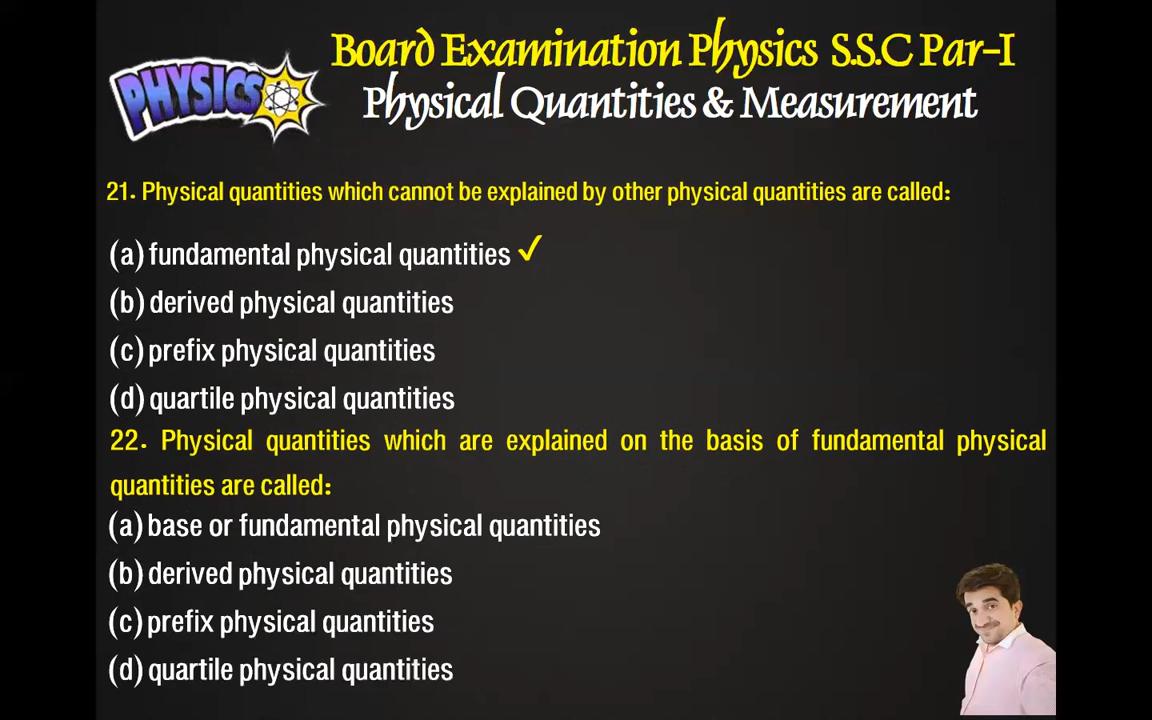 PHYSICS
Board Examination Physics S.S.C Par-I
Physical Quantities & Measurement
21. Physical quantities which cannot be explained by other physical quantities are called:
(a) fundamental physical quantities ✓
(b) derived physical quantities
(c) prefix physical quantities
(d) quartile physical quantities
22. Physical quantities which are explained on the basis of fundamental physical
quantities are called:
(a) base or fundamental physical quantities
(b) derived physical quantities
(c) prefix physical quantities
(d) quartile physical quantities